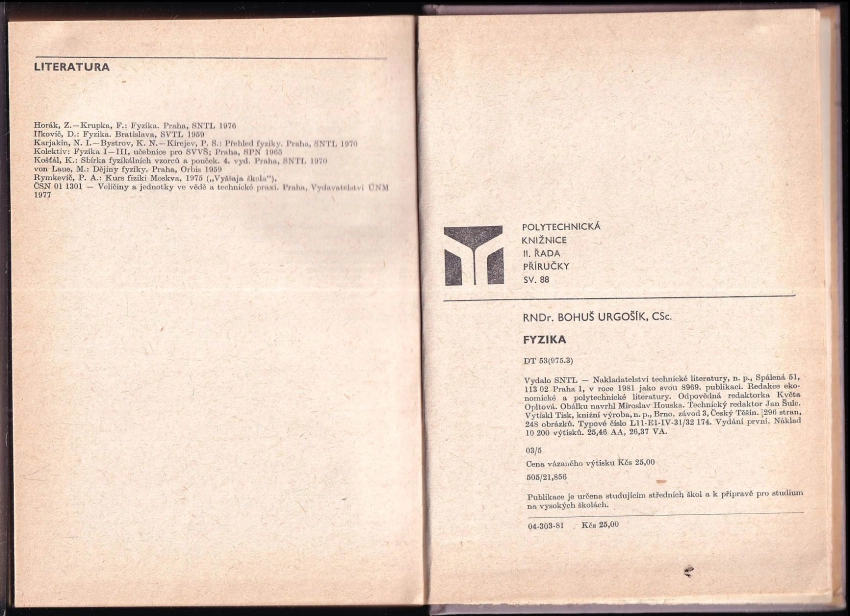 LITERATURA
Horák, Z.—Krupka, F.: Fyzika. Praha, SNTL 1976
Ilkovič, D.: Fyzika. Bratislava, SVTL 1959
Karjakin, N. I.—Bystrov, K. N.—Kirejev, P. S.: Přehled fyziky. Praha, SNTL 1970
Kolektiv: Fyzika I—III, učebnice pro SVVŠ; Praha, SPN 1965
Košťál, K.: Sbírka fyzikálních vzorců a pouček. 4. vyd. Praha, SNTL 1970
von Laue, M.: Dějiny fyziky. Praha, Orbis 1959
Rymkevič, P. A.: Kurs fiziki Moskva, 1975 („Vyššaja škola").
ČSN 01 1301 — Veličiny a jednotky ve vědě a technické praxi. Praha, Vydavatelství ÚNM
1977
POLYTECHNICKÁ
KNIŽNICE
II. ŘADA
PŘÍRUČKY
SV. 88
RNDr. BOHUŠ URGOŠÍK, CSc.
FYZIKA
DT 53(075.3)
Vydalo SNTL — Nakladatelství technické literatury, n. p., Spálená 51,
113 02 Praha 1, v roce 1981 jako svou 8969. publikaci. Redakce eko-
nomické a polytechnické literatury. Odpovědná redaktorka Květa
Opltová. Obálku navrhl Miroslav Houska. Technický redaktor Jan Šulc.
Vytiskl Tisk, knižní výroba, n. p., Brno, závod 3, Český Těšín. 296 stran,
248 obrázků. Typové číslo L11-E1-IV-31/32 174. Vydání první. Náklad
10 200 výtisků. 25,46 AA, 26,37 VA.
03/5
Cena vázaného výtisku Kčs 25,00
505/21,856
Publikace je určena studujícím středních škol a k přípravě pro studium
na vysokých školách.
04-303-81 Kčs 25,00